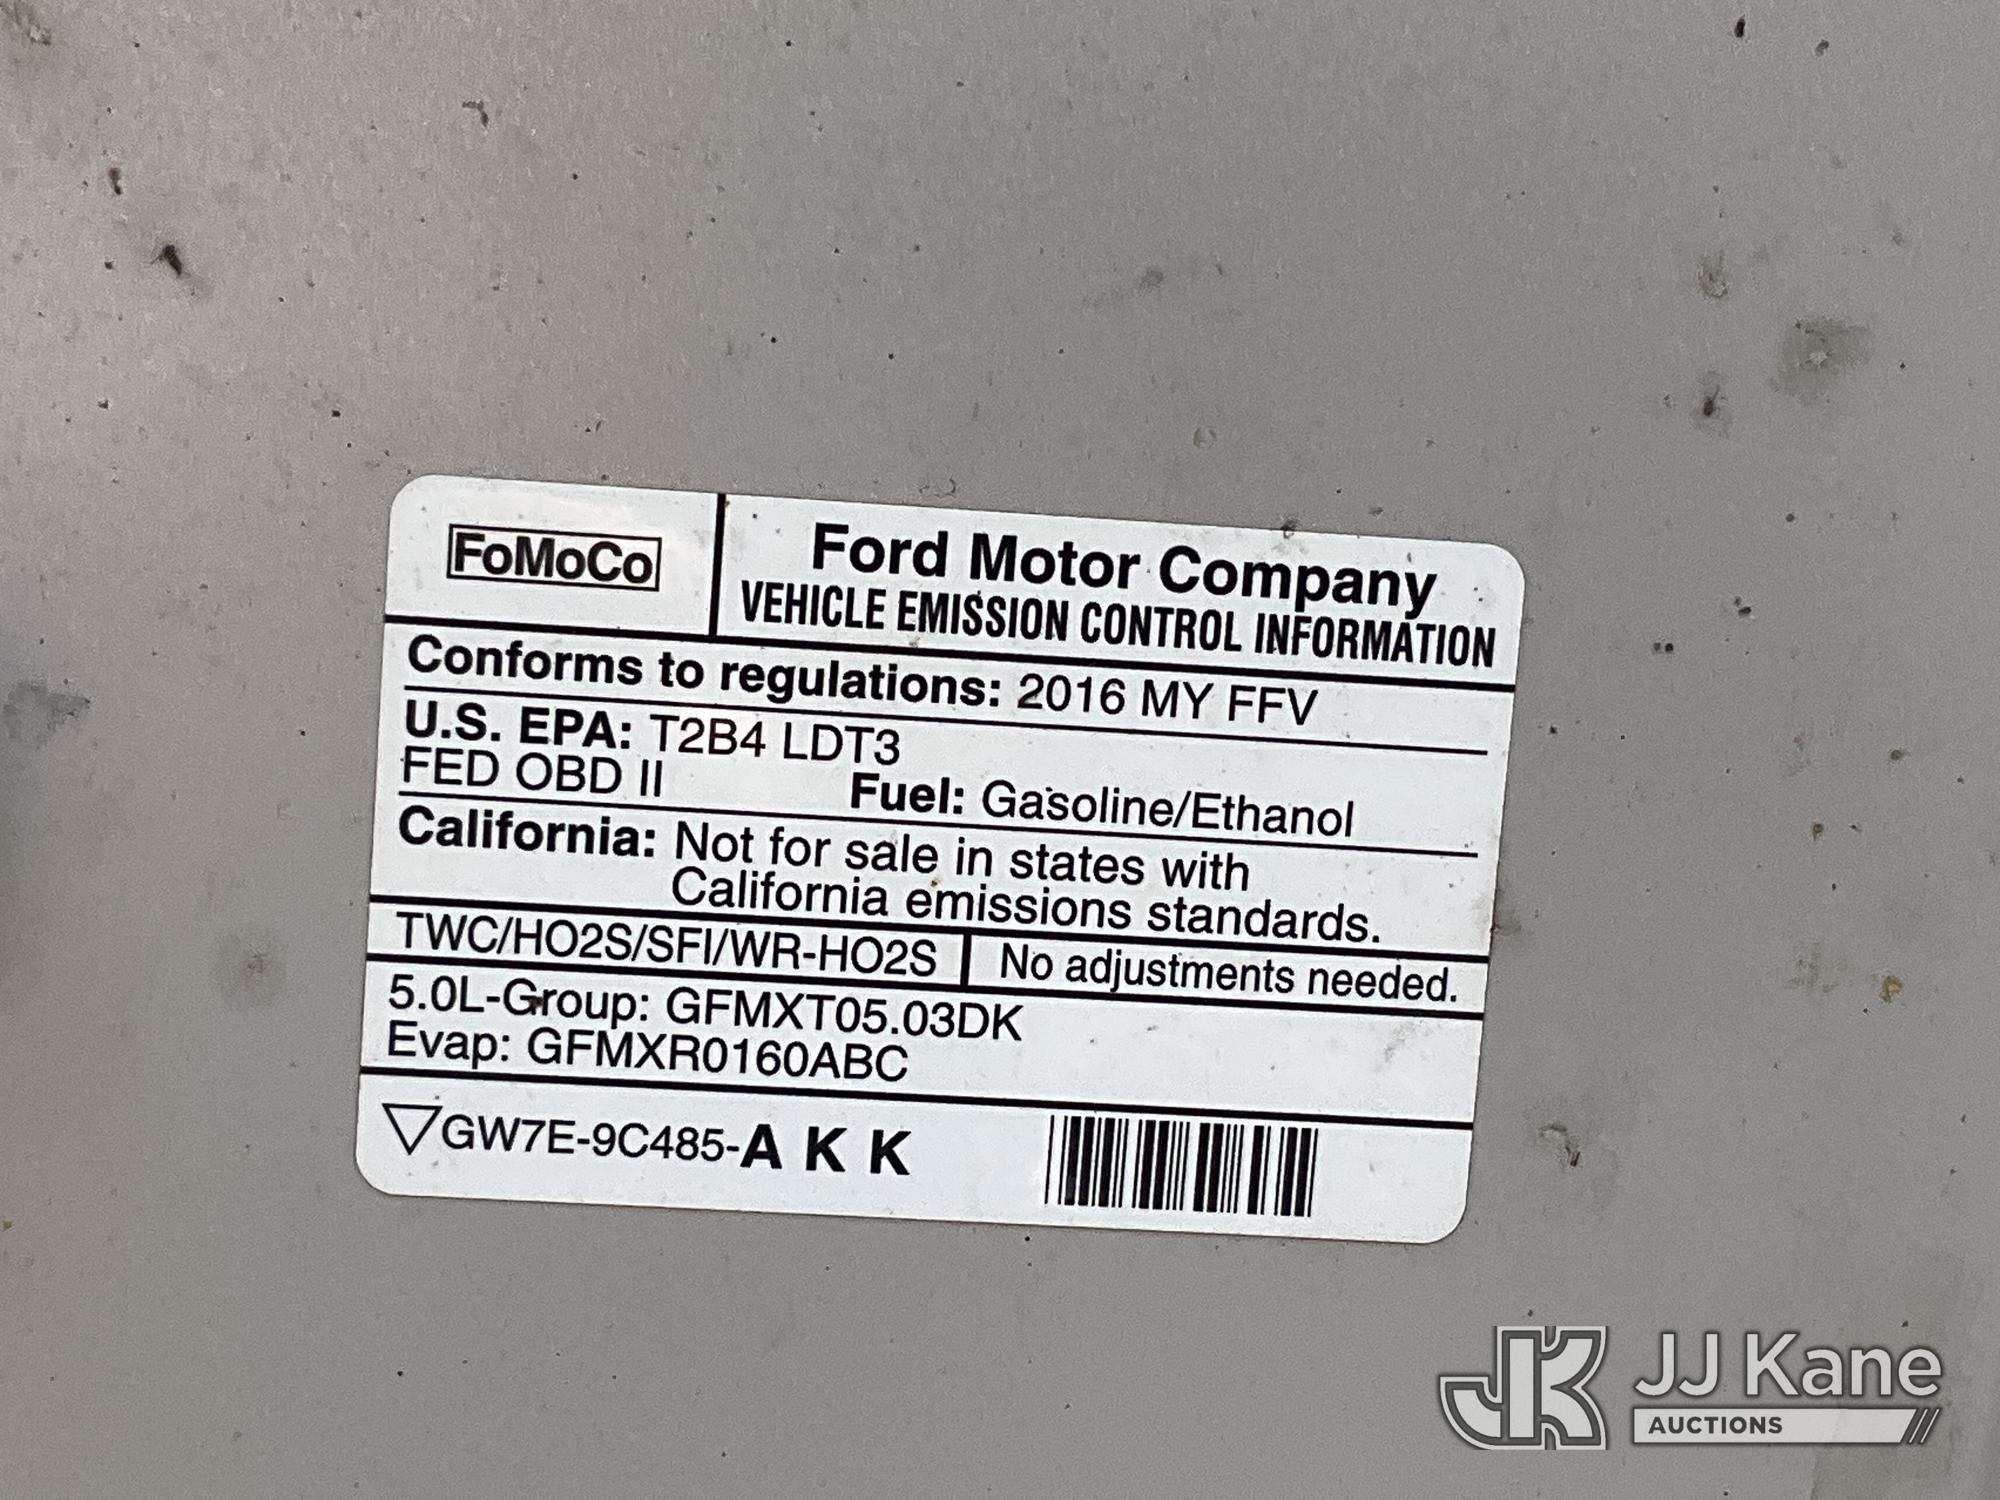 FoMoCo
Ford Motor Company
VEHICLE EMISSION CONTROL INFORMATION
Conforms to regulations: 2016 MY FFV
U.S. EPA: T2B4 LDT3
FED OBD II Fuel: Gasoline/Ethanol
California: Not for sale in states with
California emissions standards.
TWC/HO2S/SFI/WR-HO2S No adjustments needed.
5.0L-Group: GFMXT05.03DK
Evap: GFMXR0160ABC
GW7E-9C485-A K K
JK JJ Kane
AUCTIONS